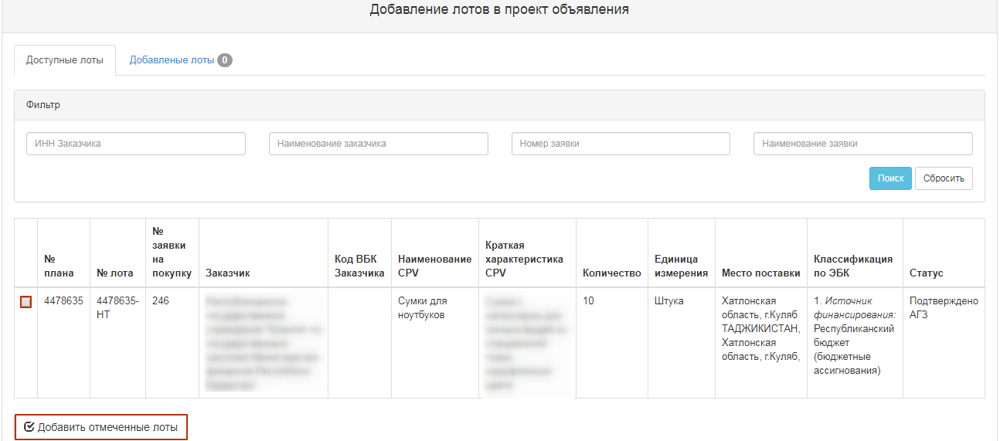 Добавление лотов в проект объявления
Доступные лоты
Добавленые лоты 0
Фильтр
ИНН Заказчика
Наименование заказчика
Номер заявки
Наименование заявки
Поиск
Сбросить
№ плана
№ лота
№ заявки на покупку
Заказчик
Код ВБК Заказчика
Наименование CPV
Краткая характеристика CPV
Количество
Единица измерения
Место поставки
Классификация по ЭБК
Статус
4478635
4478635-
НТ
246
Сумки для
ноутбуков
10
Штука
Хатлонская
область, г.Куляб
ТАДЖИКИСТАН,
Хатлонская
область, г.Куляб,
1. Источник
финансирования:
Республиканский
бюджет
(бюджетные
ассигнования)
Подтверждено
АГЗ
Добавить отмеченные лоты